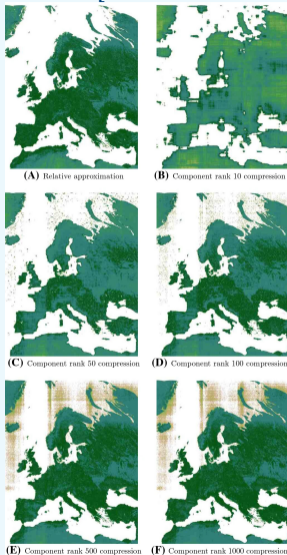 (A) Relative approximation
(B) Component rank 10 compression
(C) Component rank 50 compression
(D) Component rank 100 compression
(E) Component rank 500 compression
(F) Component rank 1000 compression